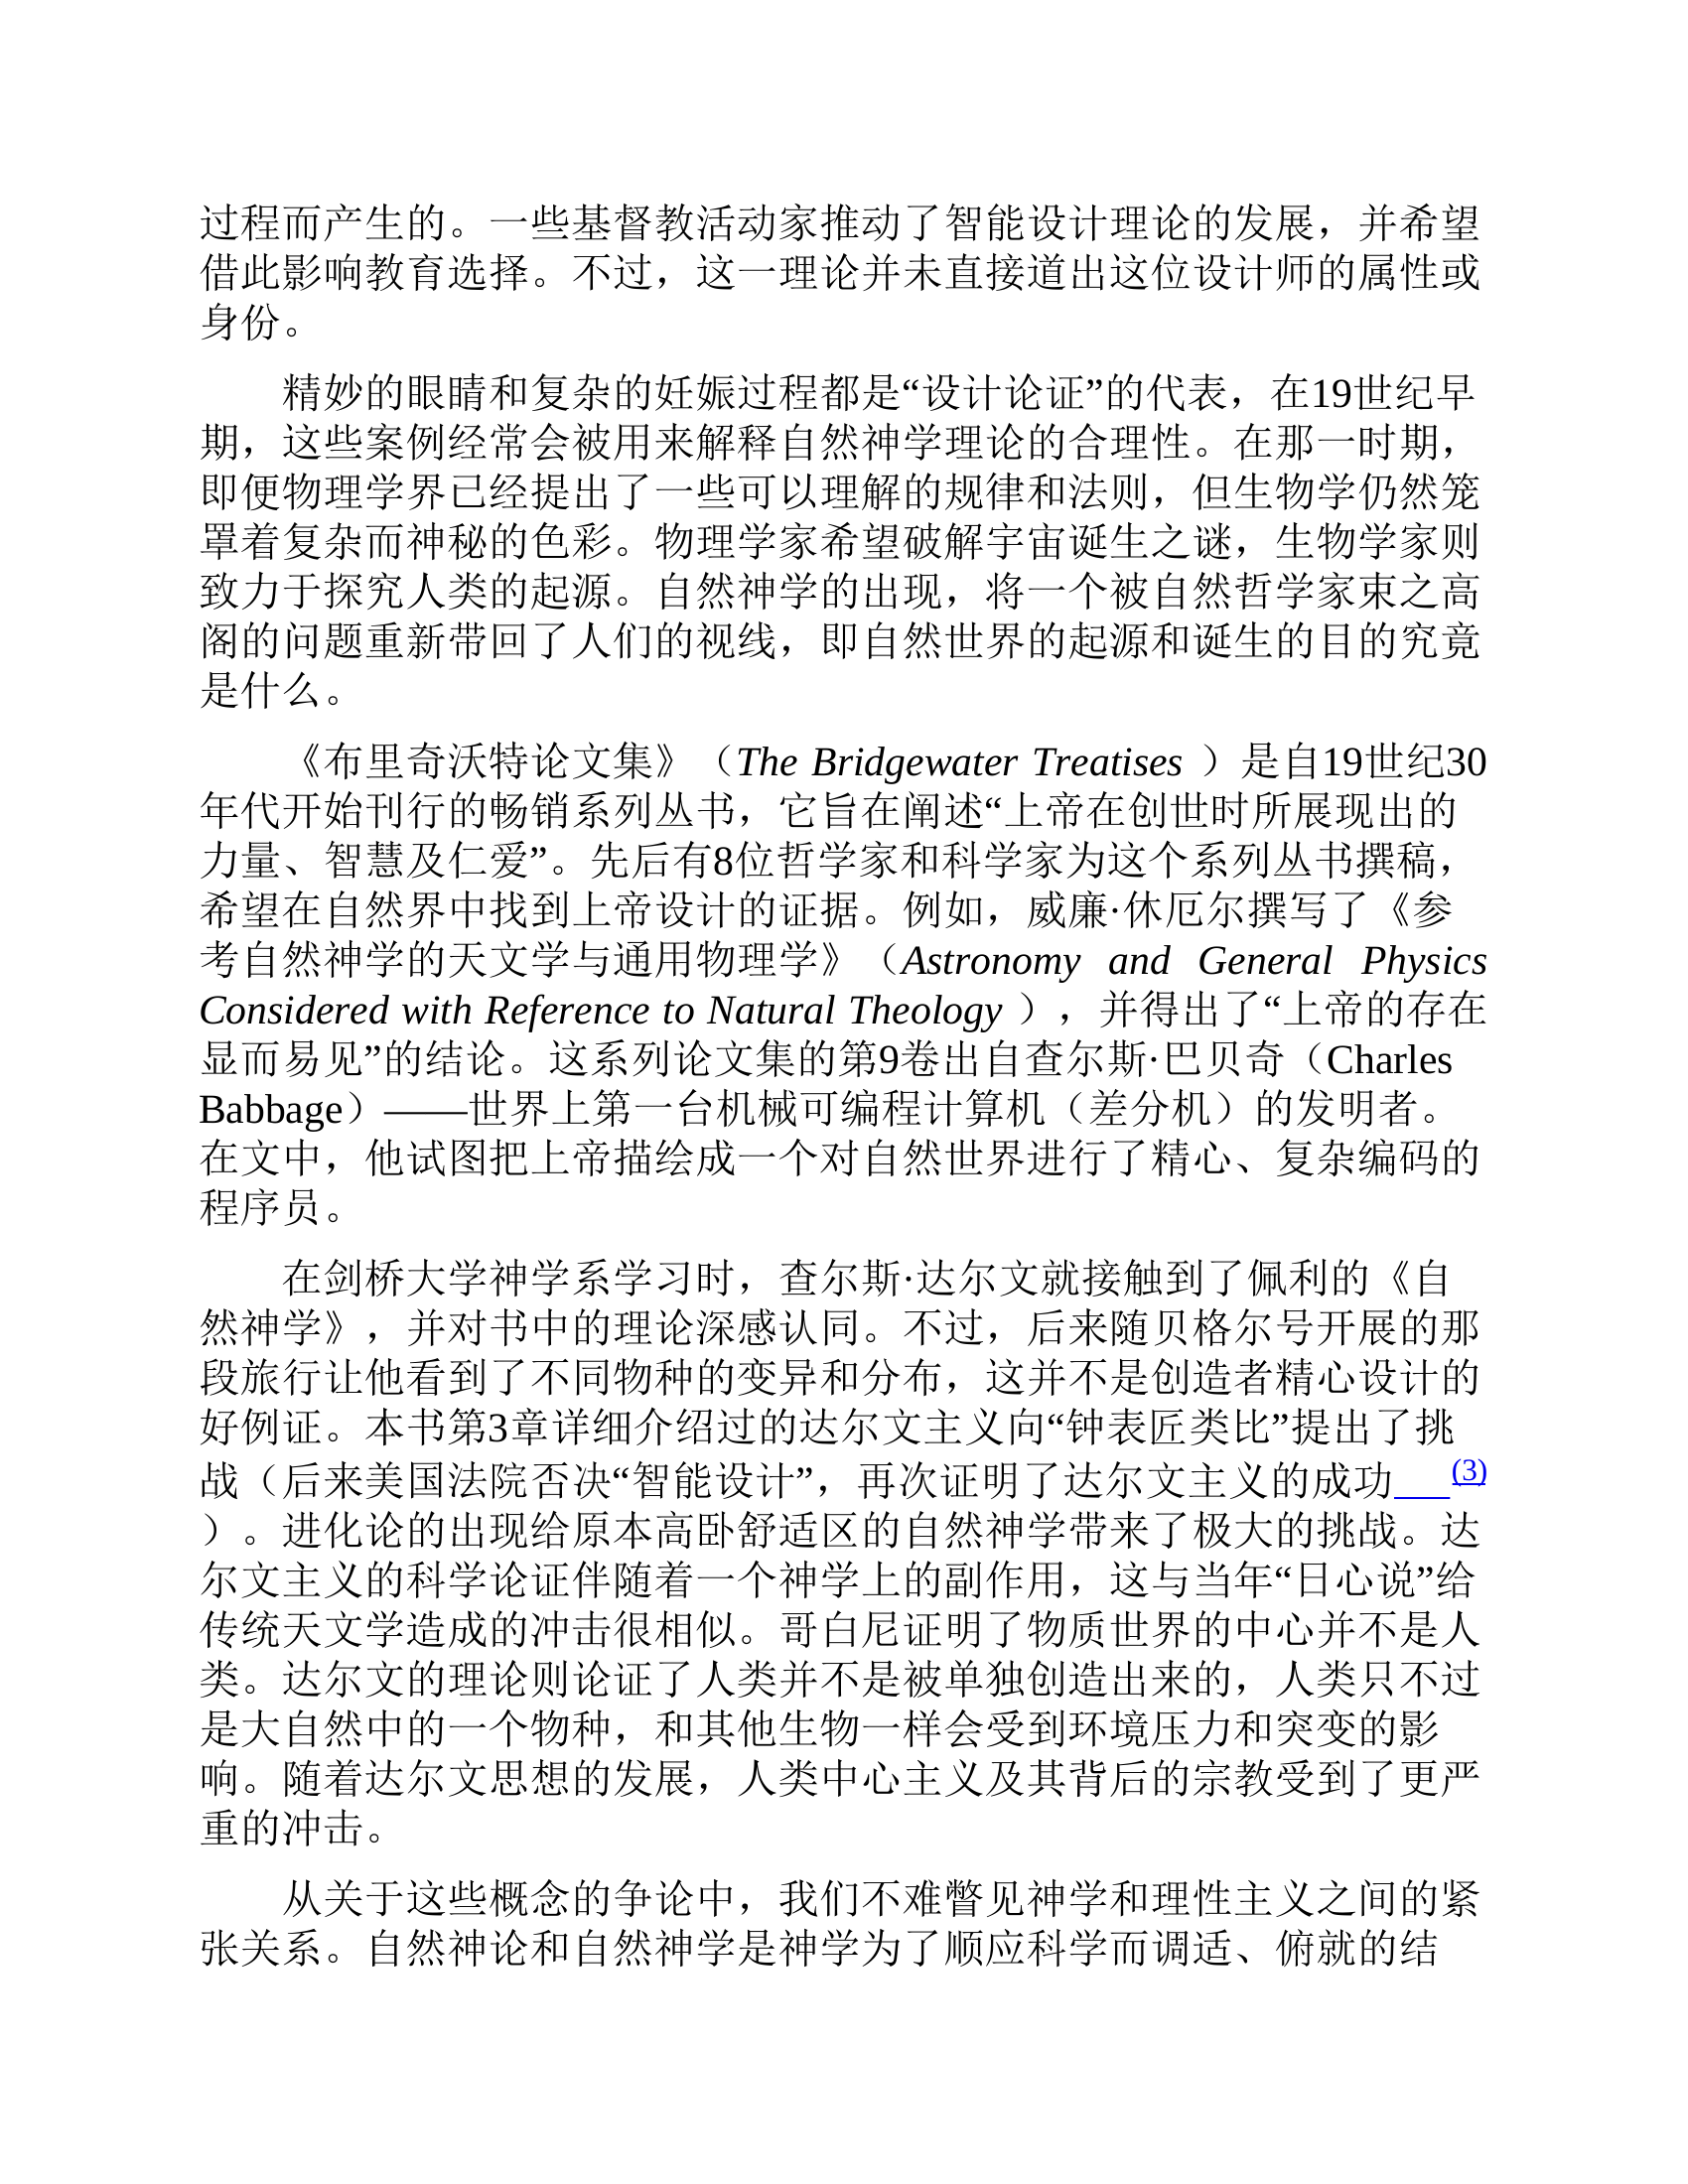 过程而产生的。一些基督教活动家推动了智能设计理论的发展，并希望
借此影响教育选择。不过，这一理论并未直接道出这位设计师的属性或
身份。
精妙的眼睛和复杂的妊娠过程都是“设计论证”的代表，在19世纪早
期，这些案例经常会被用来解释自然神学理论的合理性。在那一时期，
即便物理学界已经提出了一些可以理解的规律和法则，但生物学仍然笼
罩着复杂而神秘的色彩。物理学家希望破解宇宙诞生之谜，生物学家则
致力于探究人类的起源。自然神学的出现，将一个被自然哲学家束之高
阁的问题重新带回了人们的视线，即自然世界的起源和诞生的目的究竟
是什么。
《布里奇沃特论文集》（The Bridgewater Treatises ）是自19世纪30
年代开始刊行的畅销系列丛书，它旨在阐述“上帝在创世时所展现出的
力量、智慧及仁爱”。先后有8位哲学家和科学家为这个系列丛书撰稿，
希望在自然界中找到上帝设计的证据。例如，威廉·休厄尔撰写了《参
考自然神学的天文学与通用物理学》（Astronomy and General Physics
Considered with Reference to Natural Theology ），并得出了“上帝的存在
显而易见”的结论。这系列论文集的第9卷出自查尔斯·巴贝奇（Charles
Babbage）——世界上第一台机械可编程计算机（差分机）的发明者。
在文中，他试图把上帝描绘成一个对自然世界进行了精心、复杂编码的
程序员。
在剑桥大学神学系学习时，查尔斯·达尔文就接触到了佩利的《自
然神学》，并对书中的理论深感认同。不过，后来随贝格尔号开展的那
段旅行让他看到了不同物种的变异和分布，这并不是创造者精心设计的
好例证。本书第3章详细介绍过的达尔文主义向“钟表匠类比”提出了挑
战（后来美国法院否决“智能设计”，再次证明了达尔文主义的成功 (3)
）。进化论的出现给原本高卧舒适区的自然神学带来了极大的挑战。达
尔文主义的科学论证伴随着一个神学上的副作用，这与当年“日心说”给
传统天文学造成的冲击很相似。哥白尼证明了物质世界的中心并不是人
类。达尔文的理论则论证了人类并不是被单独创造出来的，人类只不过
是大自然中的一个物种，和其他生物一样会受到环境压力和突变的影
响。随着达尔文思想的发展，人类中心主义及其背后的宗教受到了更严
重的冲击。
从关于这些概念的争论中，我们不难瞥见神学和理性主义之间的紧
张关系。自然神论和自然神学是神学为了顺应科学而调适、俯就的结